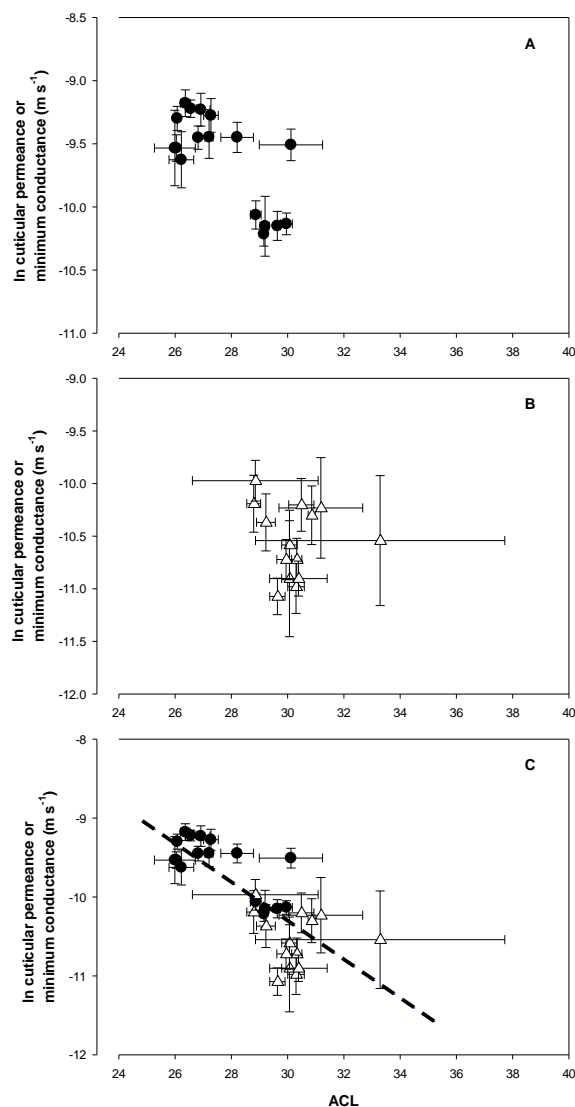 ln cuticular permeance or
minimum conductance (m s⁻¹)
A
-8.5
-9.0
-9.5
-10.0
-10.5
-11.0
24 26 28 30 32 34 36 38 40
ln cuticular permeance or
minimum conductance (m s⁻¹)
B
-9.0
-9.5
-10.0
-10.5
-11.0
-11.5
-12.0
24 26 28 30 32 34 36 38 40
ln cuticular permeance or
minimum conductance (m s⁻¹)
C
-8
-9
-10
-11
-12
24 26 28 30 32 34 36 38 40
ACL